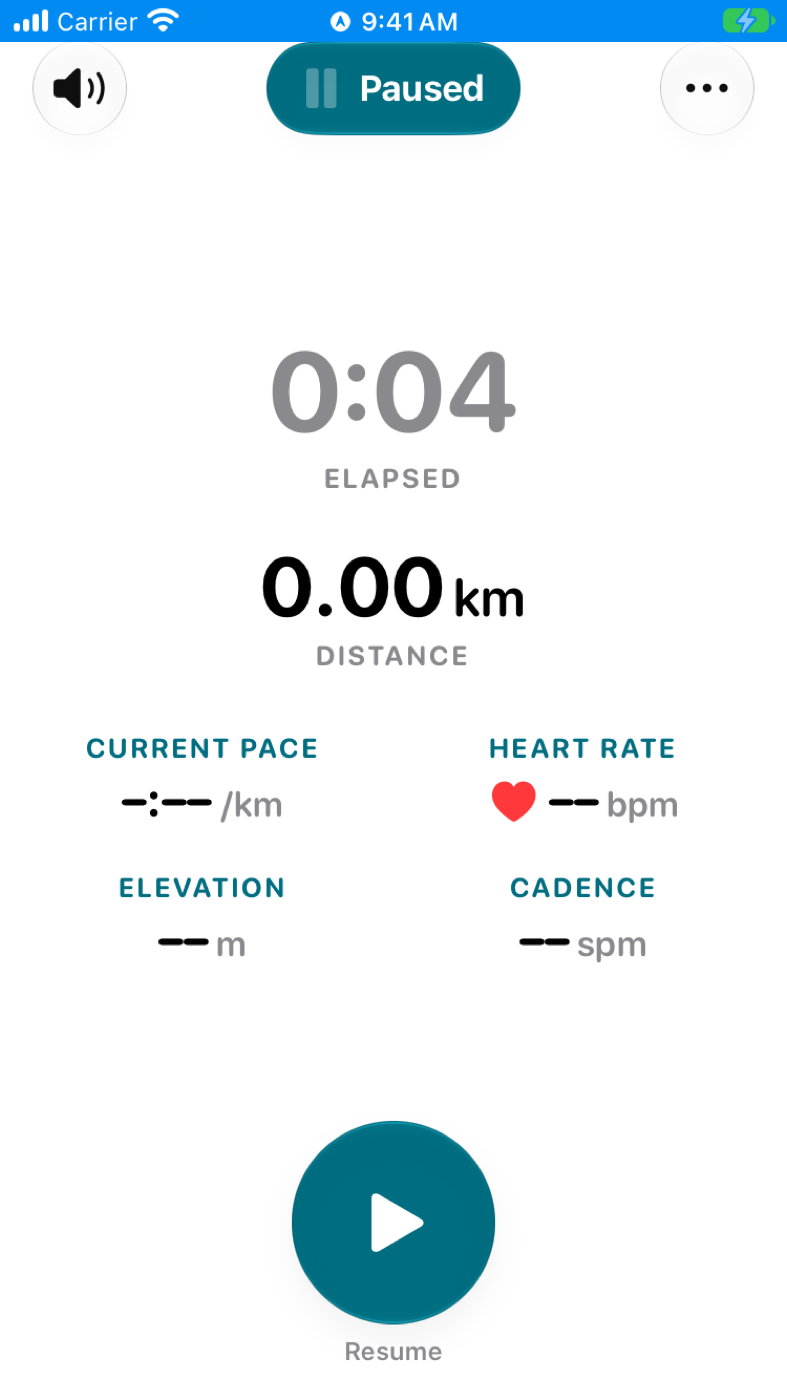 Carrier 9:41 AM
Paused
0:04
ELAPSED
0.00 km
DISTANCE
CURRENT PACE
HEART RATE
–:–– /km
–– bpm
ELEVATION
CADENCE
–– m
–– spm
Resume